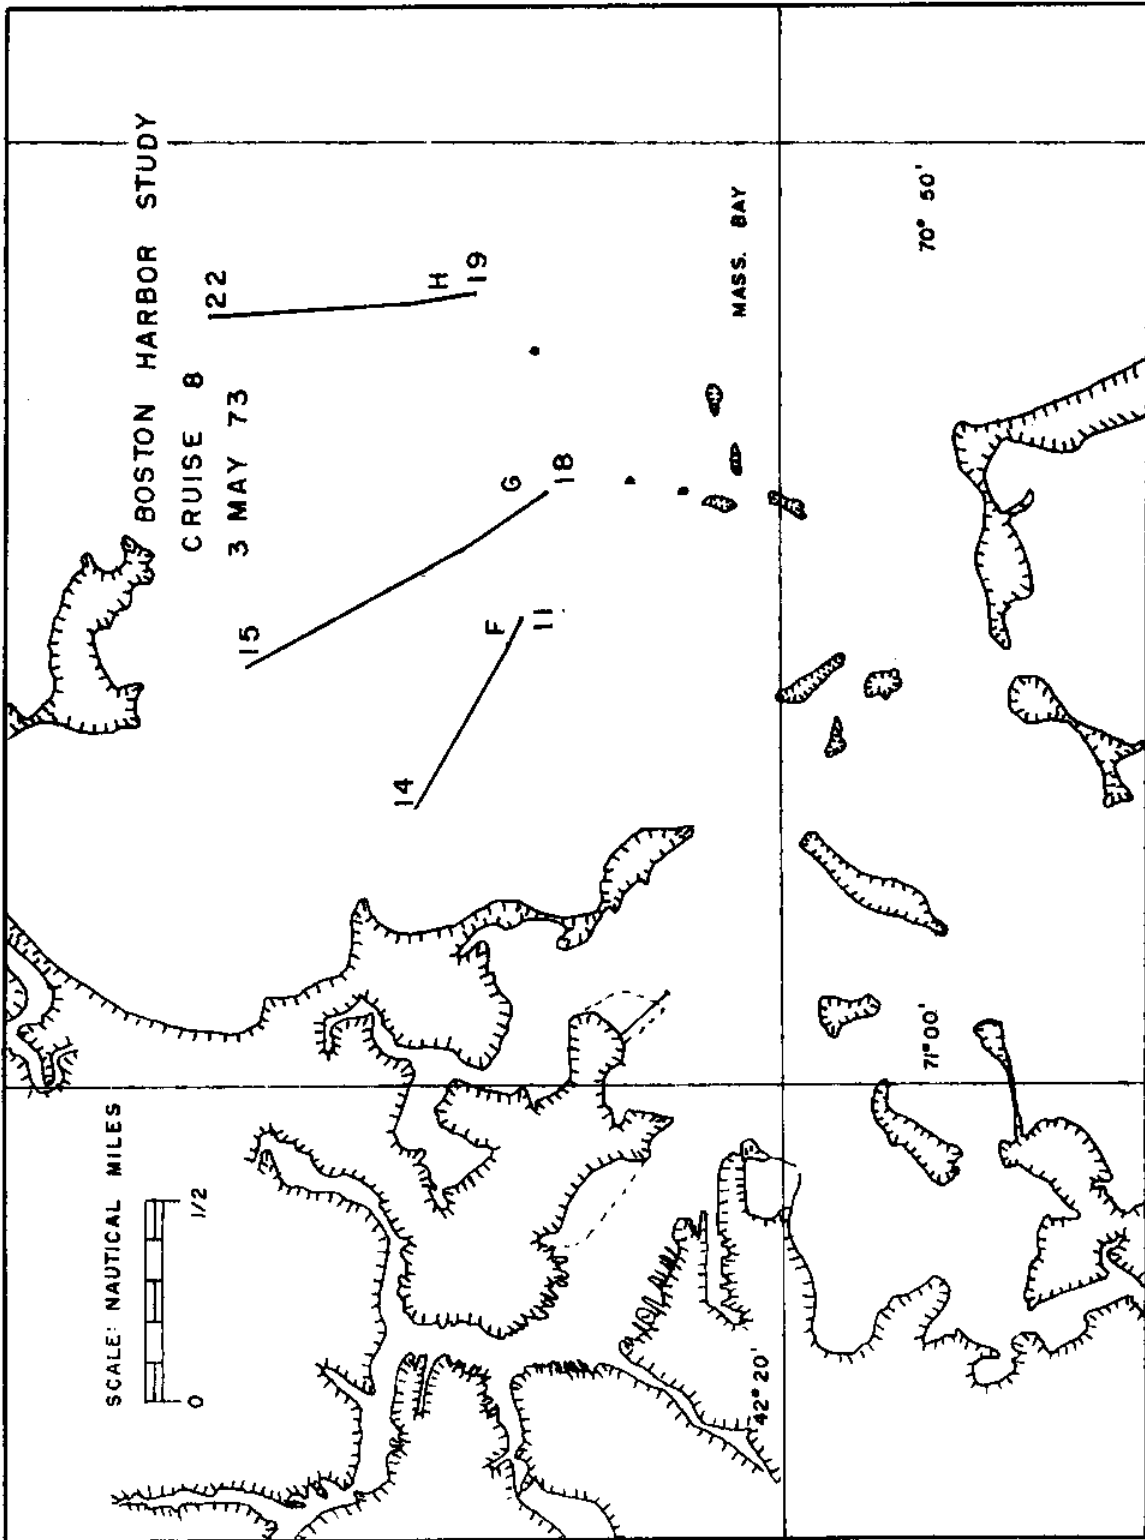 BOSTON HARBOR STUDY
CRUISE 8
3 MAY 73
SCALE: NAUTICAL MILES
0 1/2
22
H
19
15
G
18
14
F
11
MASS. BAY
42° 20'
71° 00'
70° 50'